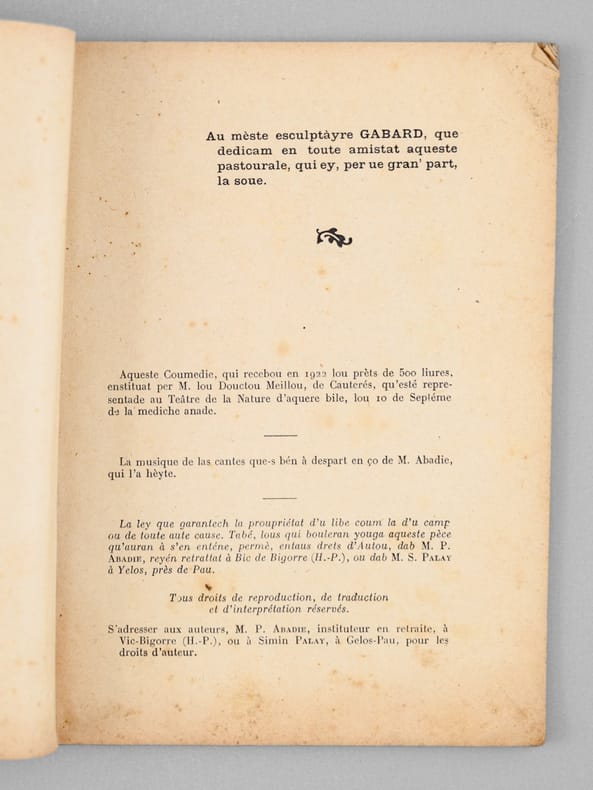 Au mèste esculptàyre GABARD, que
dedicam en toute amistat aqueste
pastourale, qui ey, per ue gran' part,
la soue.
Aqueste Coumedie, qui recebou en 1922 lou prèts de 500 liures,
enstituat per M. lou Douctou Meillou, de Cauterés, qu'esté repre-
sentade au Teâtre de la Nature d'aquere bile, lou 10 de Septéme
de la mediche anade.
La musique de las cantes que-s bén à despart en ço de M. Abadie,
qui l'a hèyte.
La ley que garantech la proupriétat d'u libe coum la d'u camp
ou de toute aute cause. Tabé, lous qui bouleran youga aqueste pèce
qu'auran à s'en enténe, permè, entaus drets d'Autou, dab M. P.
ABADIE, reyén retrattat à Bic de Bigorre (H.-P.), ou dab M. S. PALAY
à Yelos, près de Pau.
Tous droits de reproduction, de traduction
et d'interprétation réservés.
S'adresser aux auteurs, M. P. ABADIE, instituteur en retraite, à
Vic-Bigorre (H.-P.), ou à Simin PALAY, à Gelos-Pau, pour les
droits d'auteur.